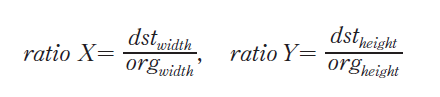 ratio X= dst_width / org_width, ratio Y= dst_height / org_height